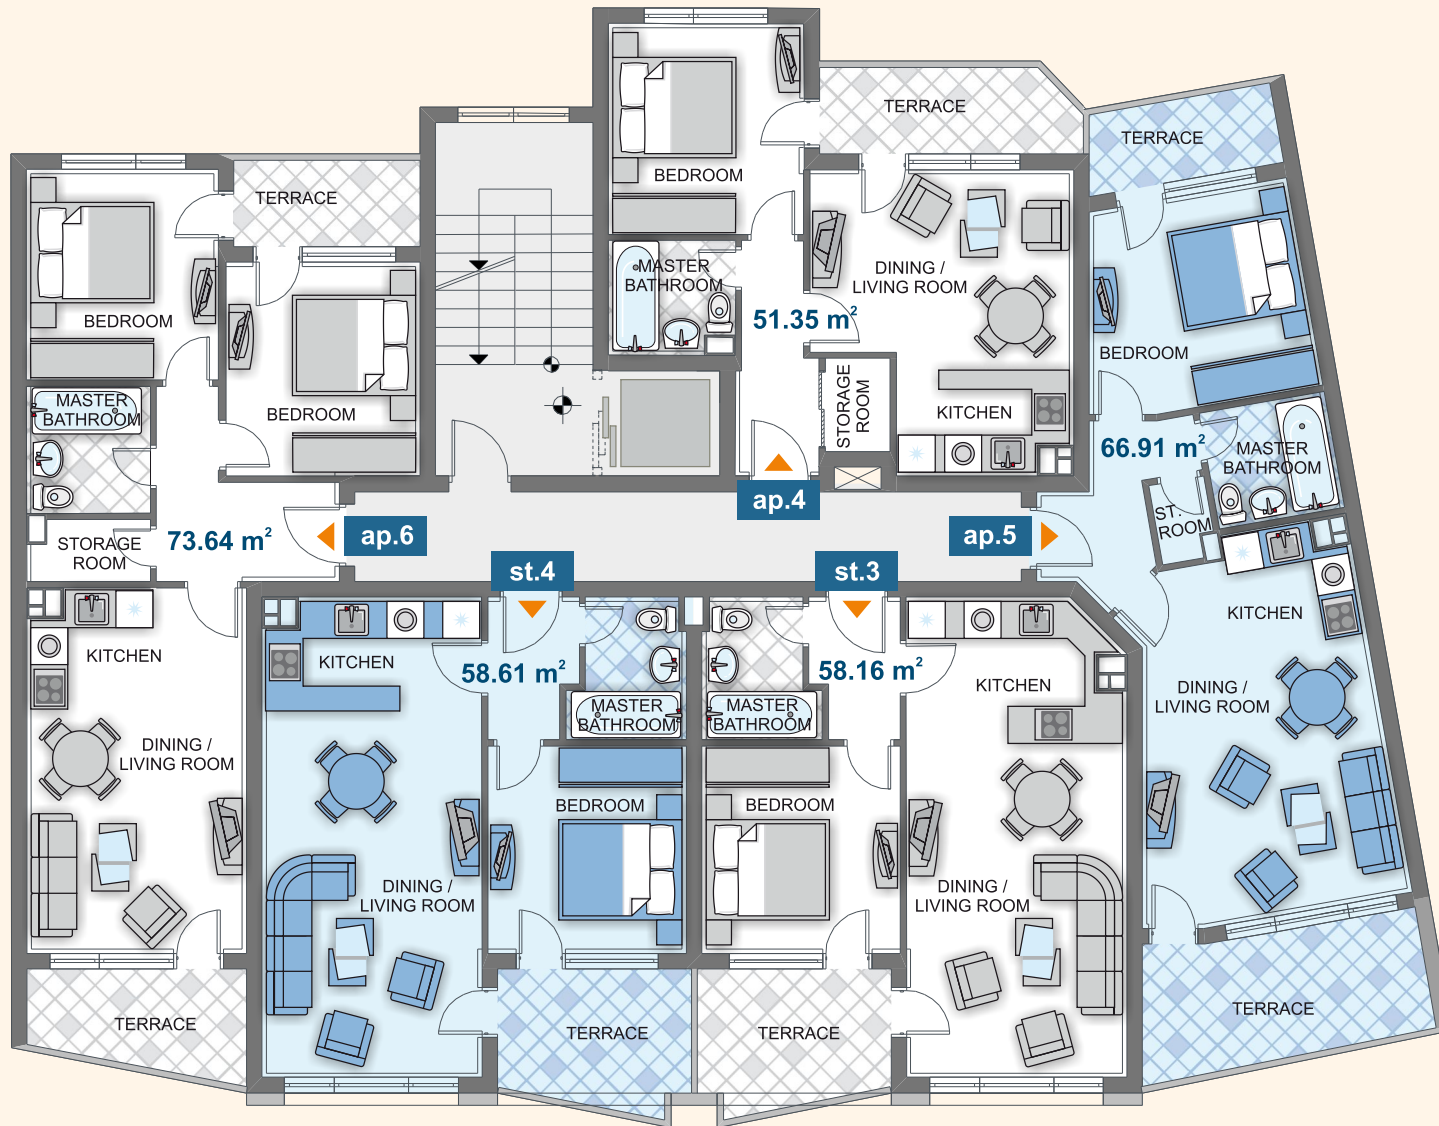 TERRACE
TERRACE
BEDROOM
TERRACE
MASTER
BATHROOM
DINING /
LIVING ROOM
51.35 m²
BEDROOM
BEDROOM
BEDROOM
STORAGE
ROOM
KITCHEN
MASTER
BATHROOM
66.91 m²
MASTER
BATHROOM
ap.4
ST.
ROOM
STORAGE
ROOM
73.64 m²
ap.6
ap.5
st.4
st.3
KITCHEN
KITCHEN
KITCHEN
58.61 m²
58.16 m²
KITCHEN
DINING /
LIVING ROOM
MASTER
BATHROOM
MASTER
BATHROOM
DINING /
LIVING ROOM
BEDROOM
BEDROOM
DINING /
LIVING ROOM
DINING /
LIVING ROOM
TERRACE
TERRACE
TERRACE
TERRACE